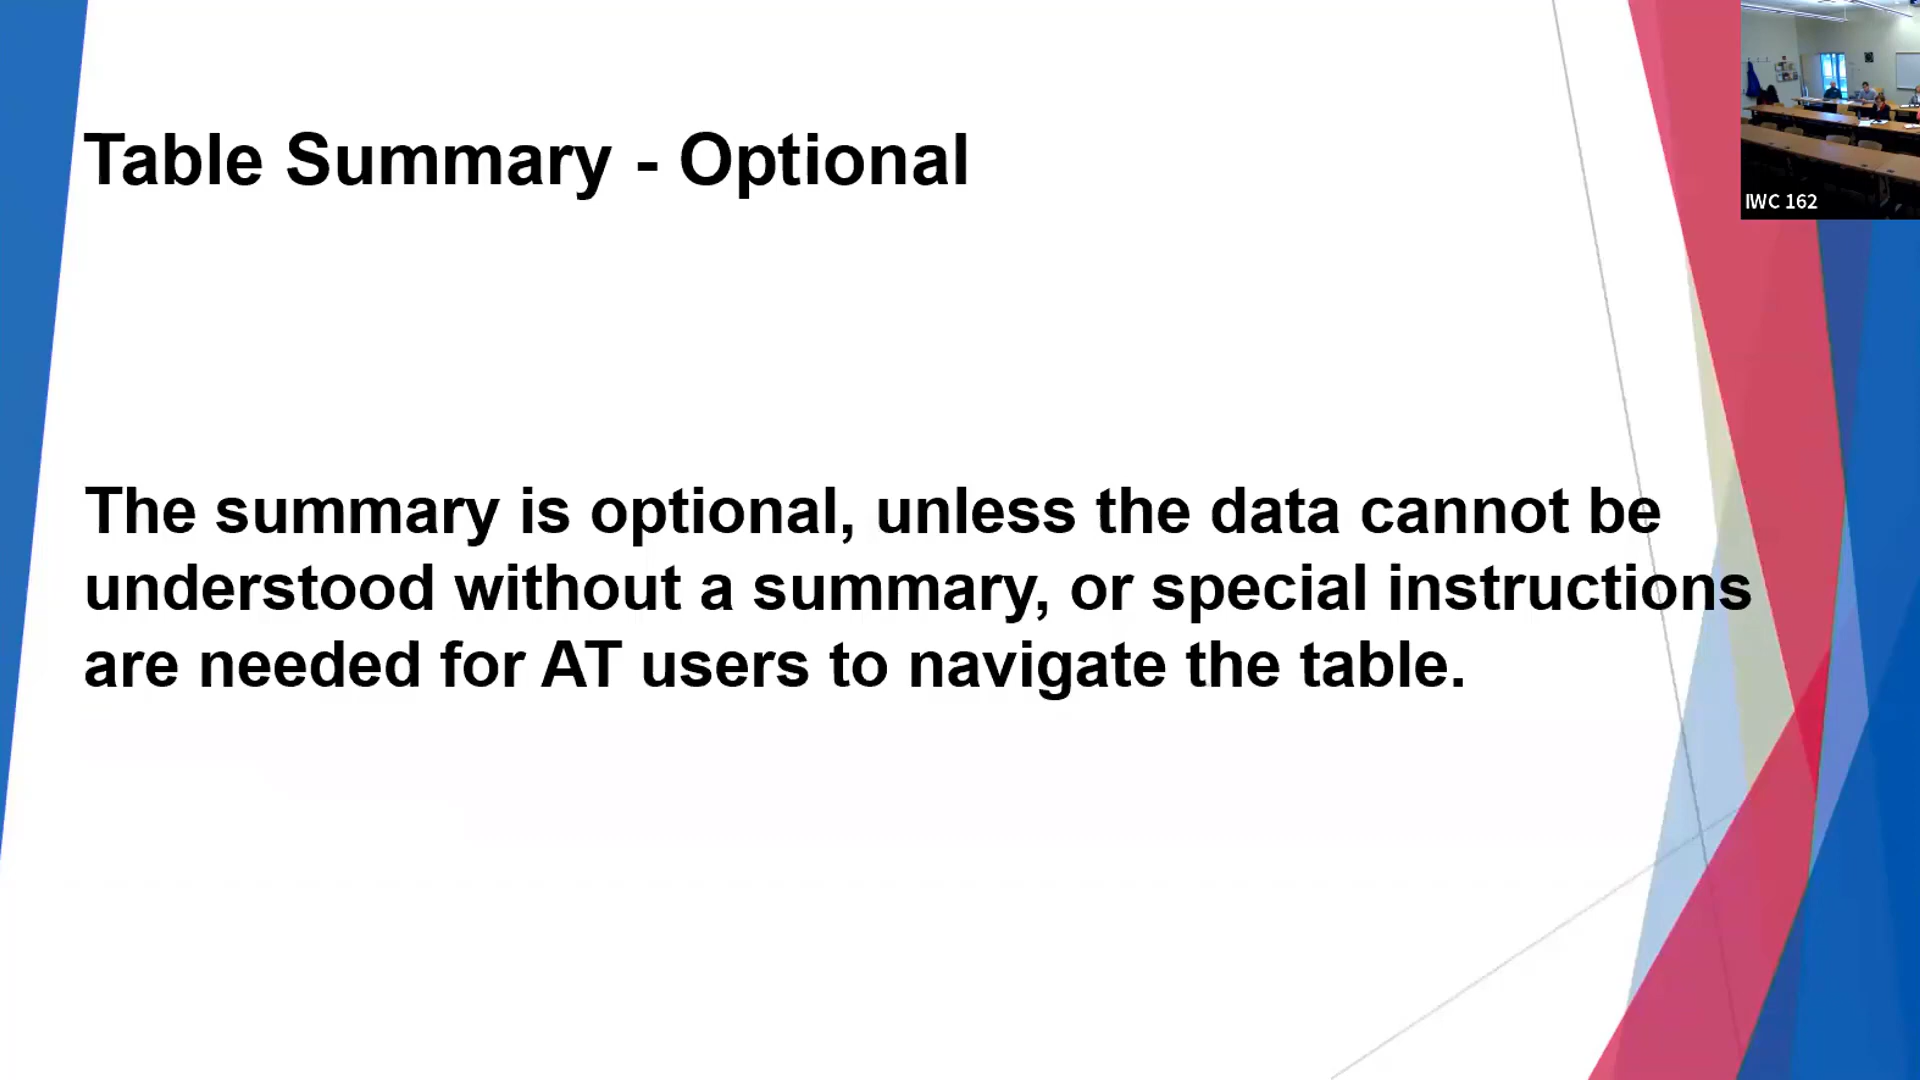 Table Summary - Optional
IWC 162
The summary is optional, unless the data cannot be
understood without a summary, or special instructions
are needed for AT users to navigate the table.